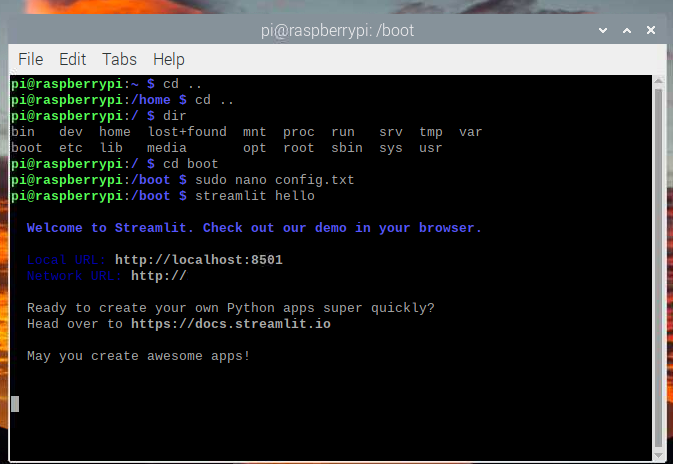 pi@raspberrypi: /boot
File Edit Tabs Help
pi@raspberrypi:~ $ cd ..
pi@raspberrypi:/home $ cd ..
pi@raspberrypi:/ $ dir
bin dev home lost+found mnt proc run srv tmp var
boot etc lib media opt root sbin sys usr
pi@raspberrypi:/ $ cd boot
pi@raspberrypi:/boot $ sudo nano config.txt
pi@raspberrypi:/boot $ streamlit hello
Welcome to Streamlit. Check out our demo in your browser.
Local URL: http://localhost:8501
Network URL: http://
Ready to create your own Python apps super quickly?
Head over to https://docs.streamlit.io
May you create awesome apps!